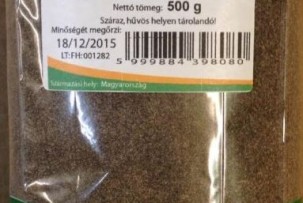 Nettó tömeg: 500 g
Száraz, hűvös helyen tárolandó!
Minőségét megőrzi:
18/12/2015
LT:FH:001282
5 999884 398080
Származási hely: Magyarország